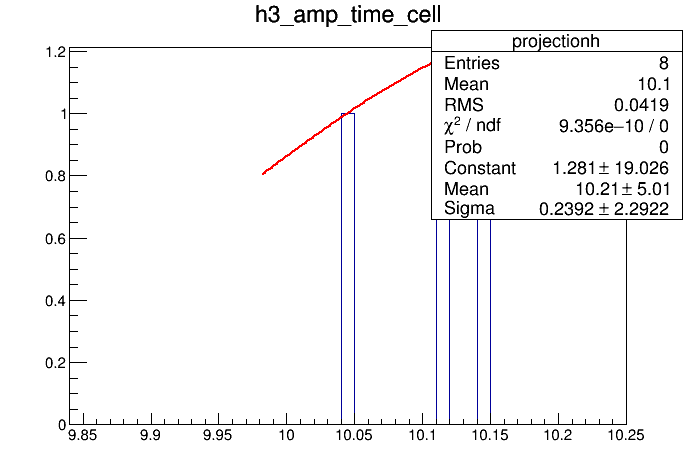 h3_amp_time_cell
projectionh
Entries 8
Mean 10.1
RMS 0.0419
χ² / ndf 9.356e−10 / 0
Prob 0
Constant 1.281 ± 19.026
Mean 10.21 ± 5.01
Sigma 0.2392 ± 2.2922
1.2
1
0.8
0.6
0.4
0.2
0
9.85 9.9 9.95 10 10.05 10.1 10.15 10.2 10.25